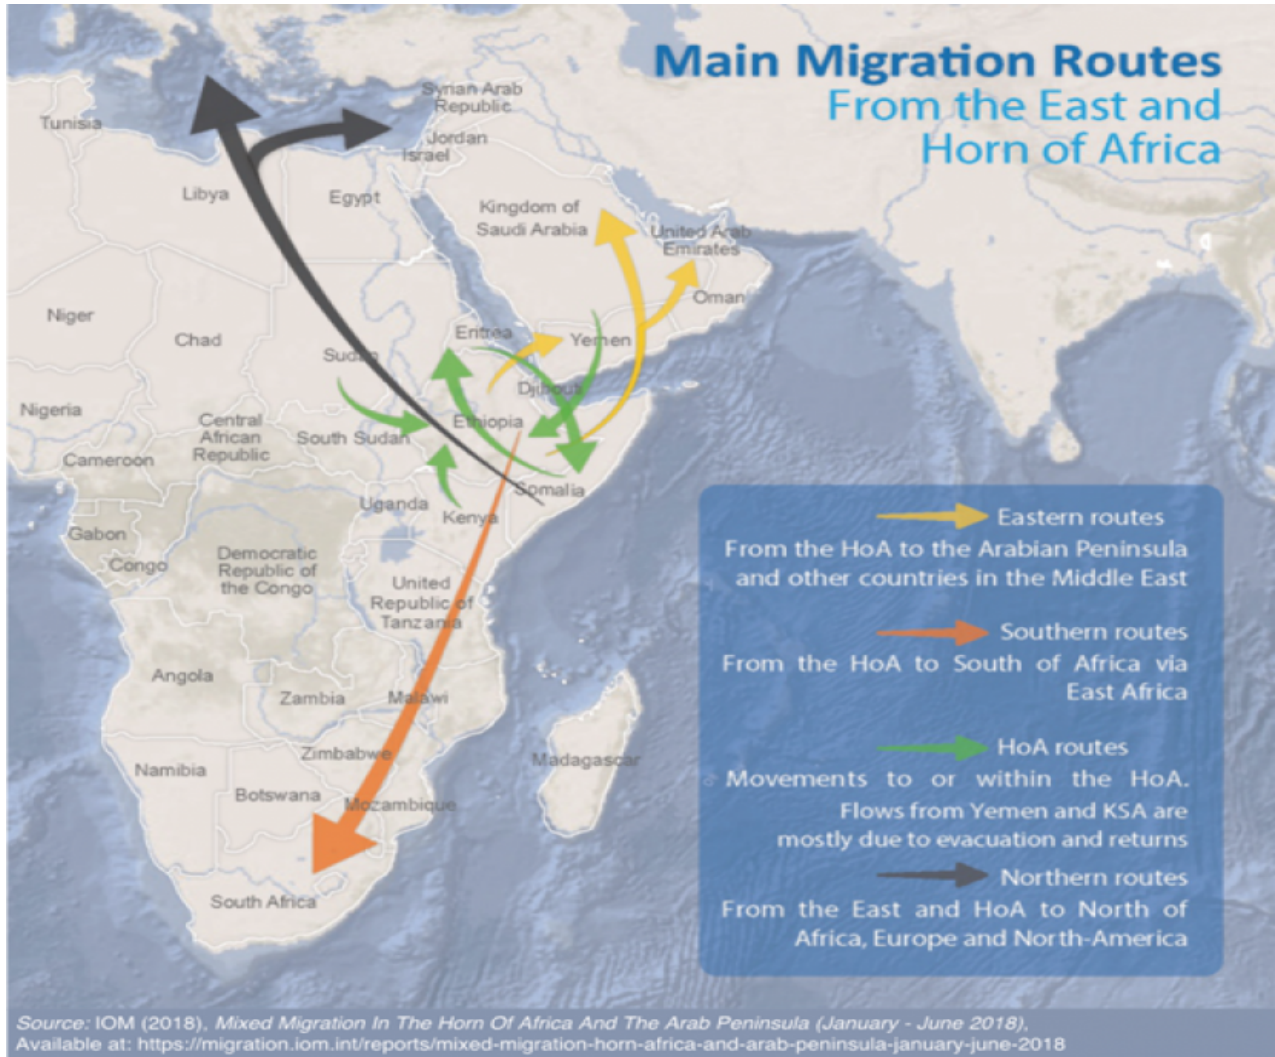 Main Migration Routes
From the East and
Horn of Africa
Syrian Arab
Republic
Tunisia
Jordan
Israel
Libya
Egypt
Kingdom of
Saudi Arabia
United Arab
Emirates
Oman
Niger
Chad
Sudan
Eritrea
Yemen
Djibouti
Nigeria
Central
African
Republic
South Sudan
Ethiopia
Cameroon
Somalia
Uganda
Kenya
Gabon
Congo
Democratic
Republic of
the Congo
United
Republic of
Tanzania
Angola
Zambia
Malawi
Zimbabwe
Madagascar
Namibia
Botswana
Mozambique
South Africa
Eastern routes
From the HoA to the Arabian Peninsula
and other countries in the Middle East
Southern routes
From the HoA to South of Africa via
East Africa
HoA routes
Movements to or within the HoA.
Flows from Yemen and KSA are
mostly due to evacuation and returns
Northern routes
From the East and HoA to North of
Africa, Europe and North-America
Source: IOM (2018), Mixed Migration In The Horn Of Africa And The Arab Peninsula (January - June 2018),
Available at: https://migration.iom.int/reports/mixed-migration-horn-africa-and-arab-peninsula-january-june-2018